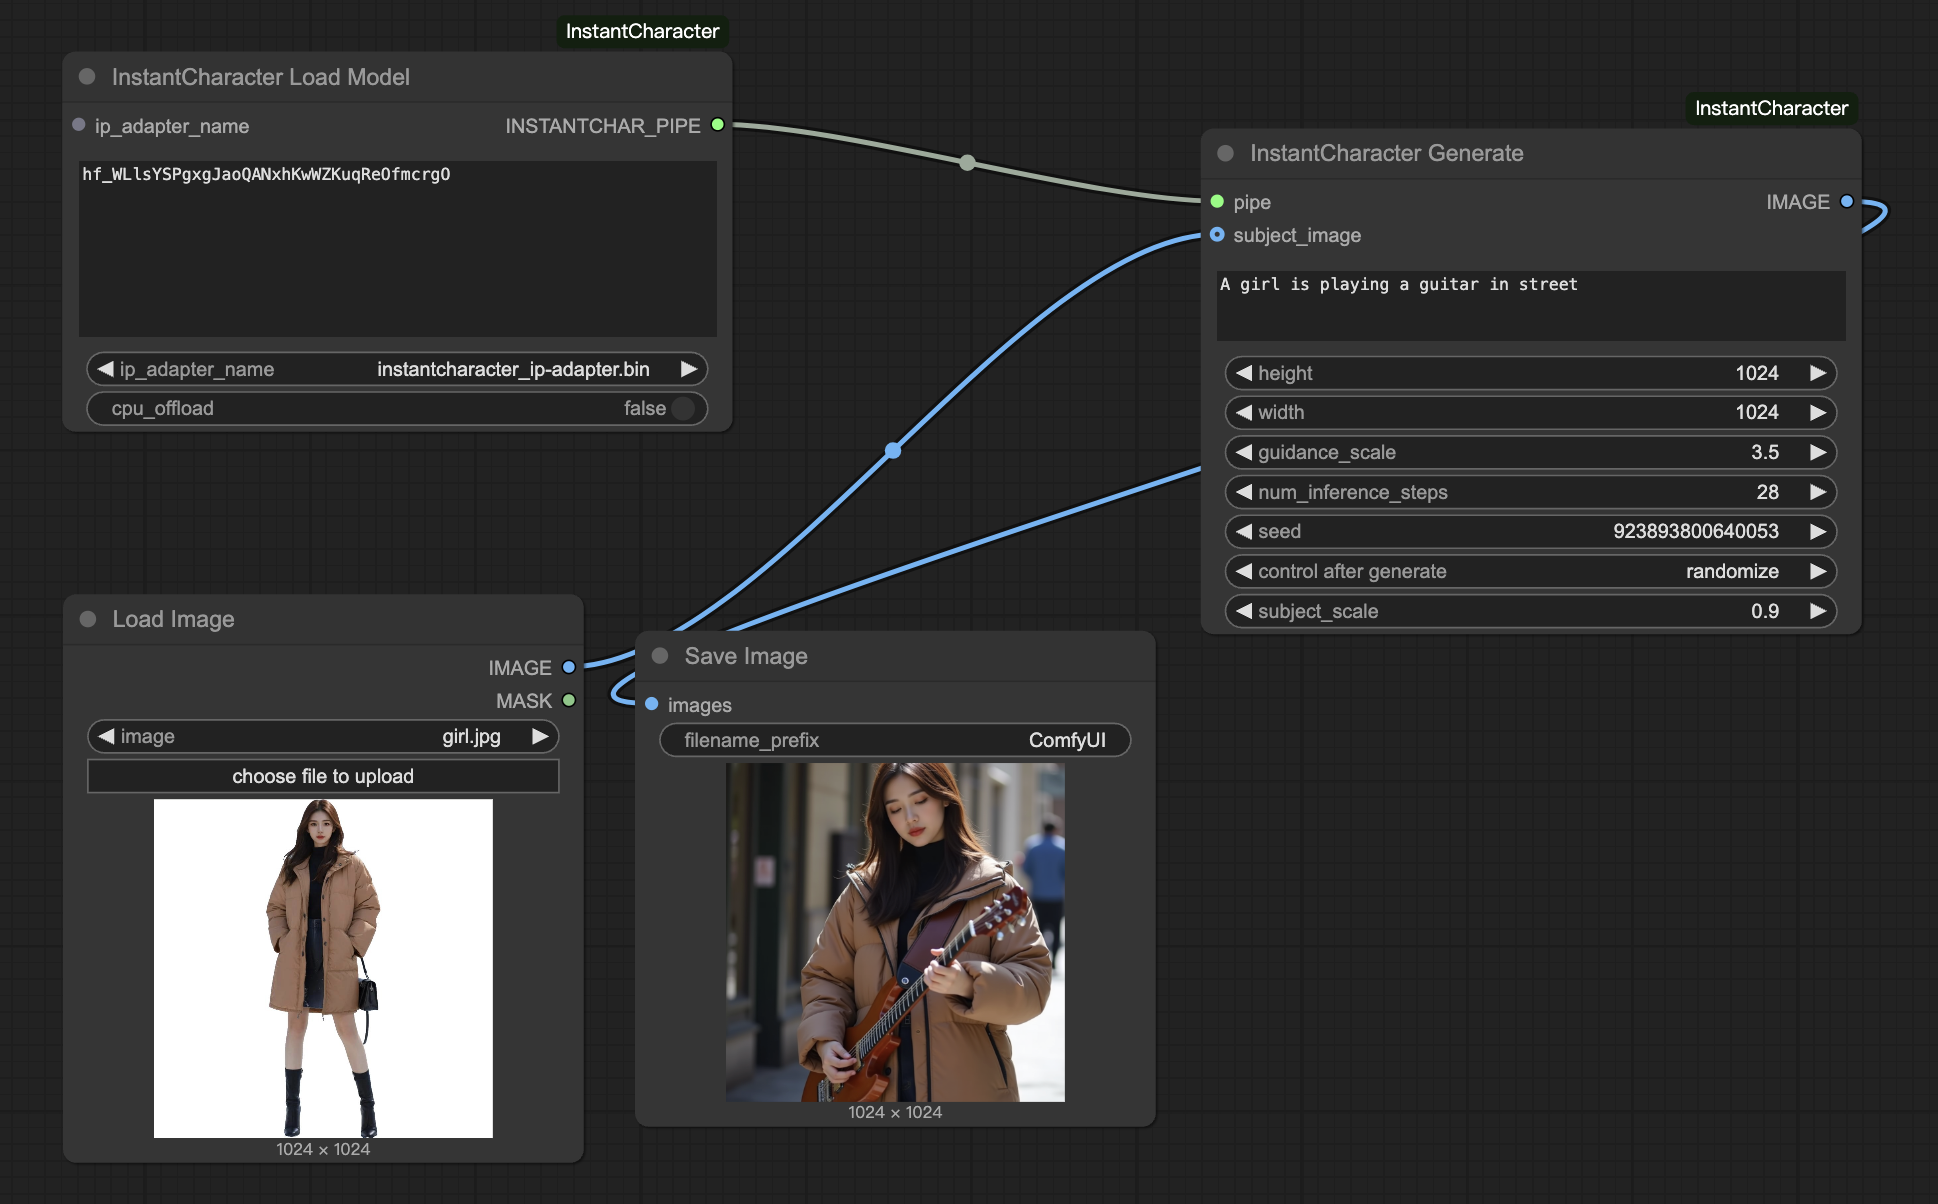 InstantCharacter
InstantCharacter Load Model
ip_adapter_name
INSTANTCHAR_PIPE
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
ip_adapter_name
instantcharacter_ip-adapter.bin
cpu_offload
false
InstantCharacter
InstantCharacter Generate
pipe
IMAGE
subject_image
A girl is playing a guitar in street
height
1024
width
1024
guidance_scale
3.5
num_inference_steps
28
seed
923893800640053
control after generate
randomize
subject_scale
0.9
Load Image
IMAGE
MASK
image
girl.jpg
choose file to upload
1024 × 1024
Save Image
images
filename_prefix
ComfyUI
1024 × 1024